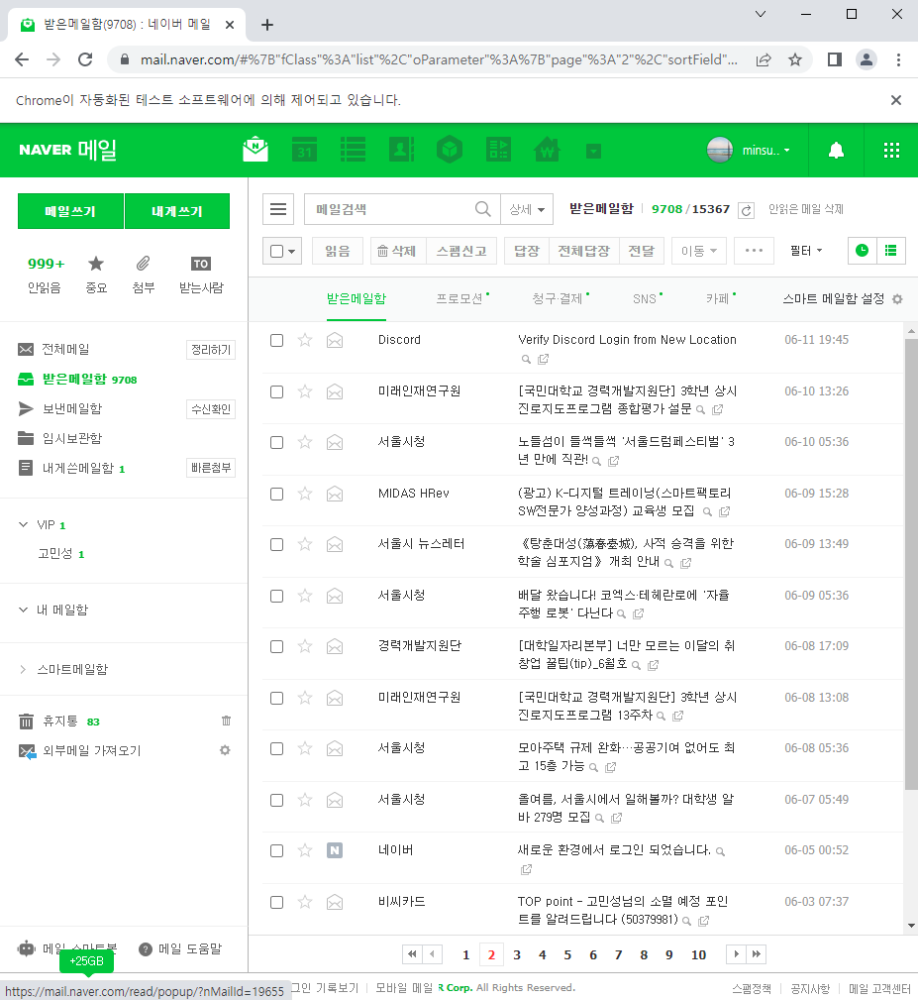 받은메일함(9708) : 네이버 메일
mail.naver.com/#%7B"fClass"%3A"list"%2C"oParameter"%3A%7B"page"%3A"2"%2C"sortField"...
Chrome이 자동화된 테스트 소프트웨어에 의해 제어되고 있습니다.
NAVER 메일
N
31
W
minsu..
메일쓰기
내게쓰기
메일검색
상세
받은메일함
9708 / 15367
안읽은 메일 삭제
읽음
삭제
스팸신고
답장
전체답장
전달
이동
···
필터
999+
안읽음
중요
첨부
TO
받는사람
받은메일함
프로모션
청구·결제
SNS
카페
스마트 메일함 설정
전체메일
정리하기
받은메일함 9708
보낸메일함
수신확인
임시보관함
내게쓴메일함 1
빠른첨부
VIP 1
고민성 1
내 메일함
스마트메일함
휴지통 83
외부메일 가져오기
메일 스마트봇
메일 도움말
+25GB
Discord
Verify Discord Login from New Location
06-11 19:45
미래인재연구원
[국민대학교 경력개발지원단] 3학년 상시
진로지도프로그램 종합평가 설문
06-10 13:26
서울시청
노들섬이 들썩들썩 '서울드럼페스티벌' 3
년 만에 직관!
06-10 05:36
MIDAS HRev
(광고) K-디지털 트레이닝(스마트팩토리
SW전문가 양성과정) 교육생 모집
06-09 15:28
서울시 뉴스레터
《탕춘대성(蕩春臺城), 사적 승격을 위한
학술 심포지엄》 개최 안내
06-09 13:49
서울시청
배달 왔습니다! 코엑스·테헤란로에 '자율
주행 로봇' 다닌다
06-09 05:36
경력개발지원단
[대학일자리본부] 너만 모르는 이달의 취
창업 꿀팁(tip)_6월호
06-08 17:09
미래인재연구원
[국민대학교 경력개발지원단] 3학년 상시
진로지도프로그램 13주차
06-08 13:08
서울시청
모아주택 규제 완화…공공기여 없어도 최
고 15층 가능
06-08 05:36
서울시청
올여름, 서울시에서 일해볼까? 대학생 알
바 279명 모집
06-07 05:49
N
네이버
새로운 환경에서 로그인 되었습니다.
06-05 00:52
비씨카드
TOP point - 고민성님의 소멸 예정 포인
트를 알려드립니다 (50379981)
06-03 07:37
1 2 3 4 5 6 7 8 9 10
https://mail.naver.com/read/popup/?nMailId=19655
그인 기록보기
모바일 메일
R Corp. All Rights Reserved.
스팸정책
공지사항
메일 고객센터